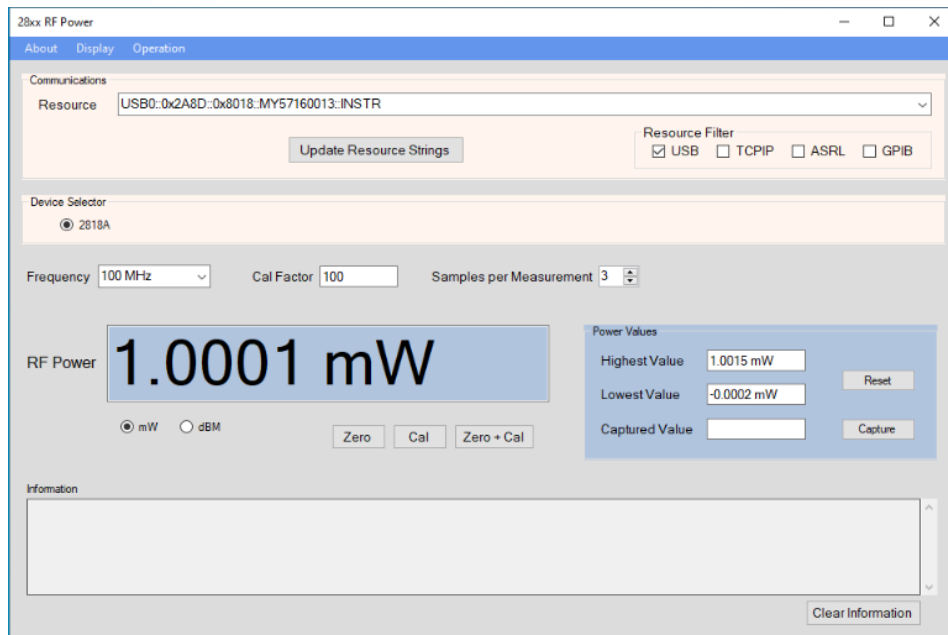 28xx RF Power
About Display Operation
Communications
Resource USB0::0x2A8D::0x8018::MY57160013::INSTR
Update Resource Strings
Resource Filter
USB TCPIP ASRL GPIB
Device Selector
2818A
Frequency 100 MHz Cal Factor 100 Samples per Measurement 3
RF Power 1.0001 mW
mW dBM
Zero Cal Zero + Cal
Power Values
Highest Value 1.0015 mW
Reset
Lowest Value -0.0002 mW
Captured Value Capture
Information
Clear Information